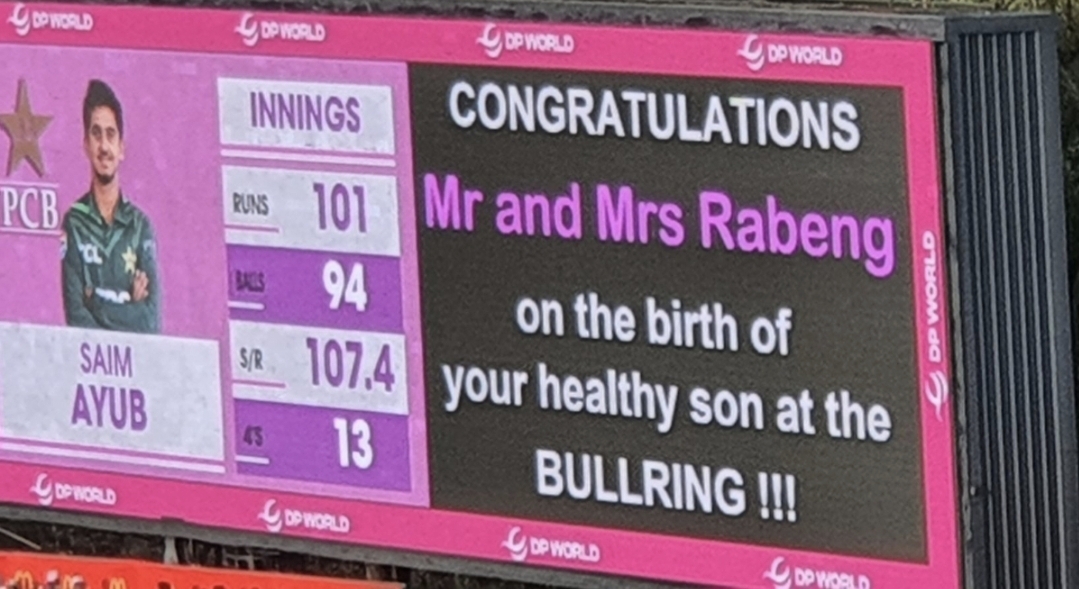 DP WORLD
DP WORLD
DP WORLD
DP WORLD
PCB
TCL
SAIM
AYUB
INNINGS
RUNS 101
BALLS 94
S/R 107.4
4'S 13
CONGRATULATIONS
Mr and Mrs Rabeng
on the birth of
your healthy son at the
BULLRING !!!
DP WORLD
DP WORLD
DP WORLD
DP WORLD
DP WORLD